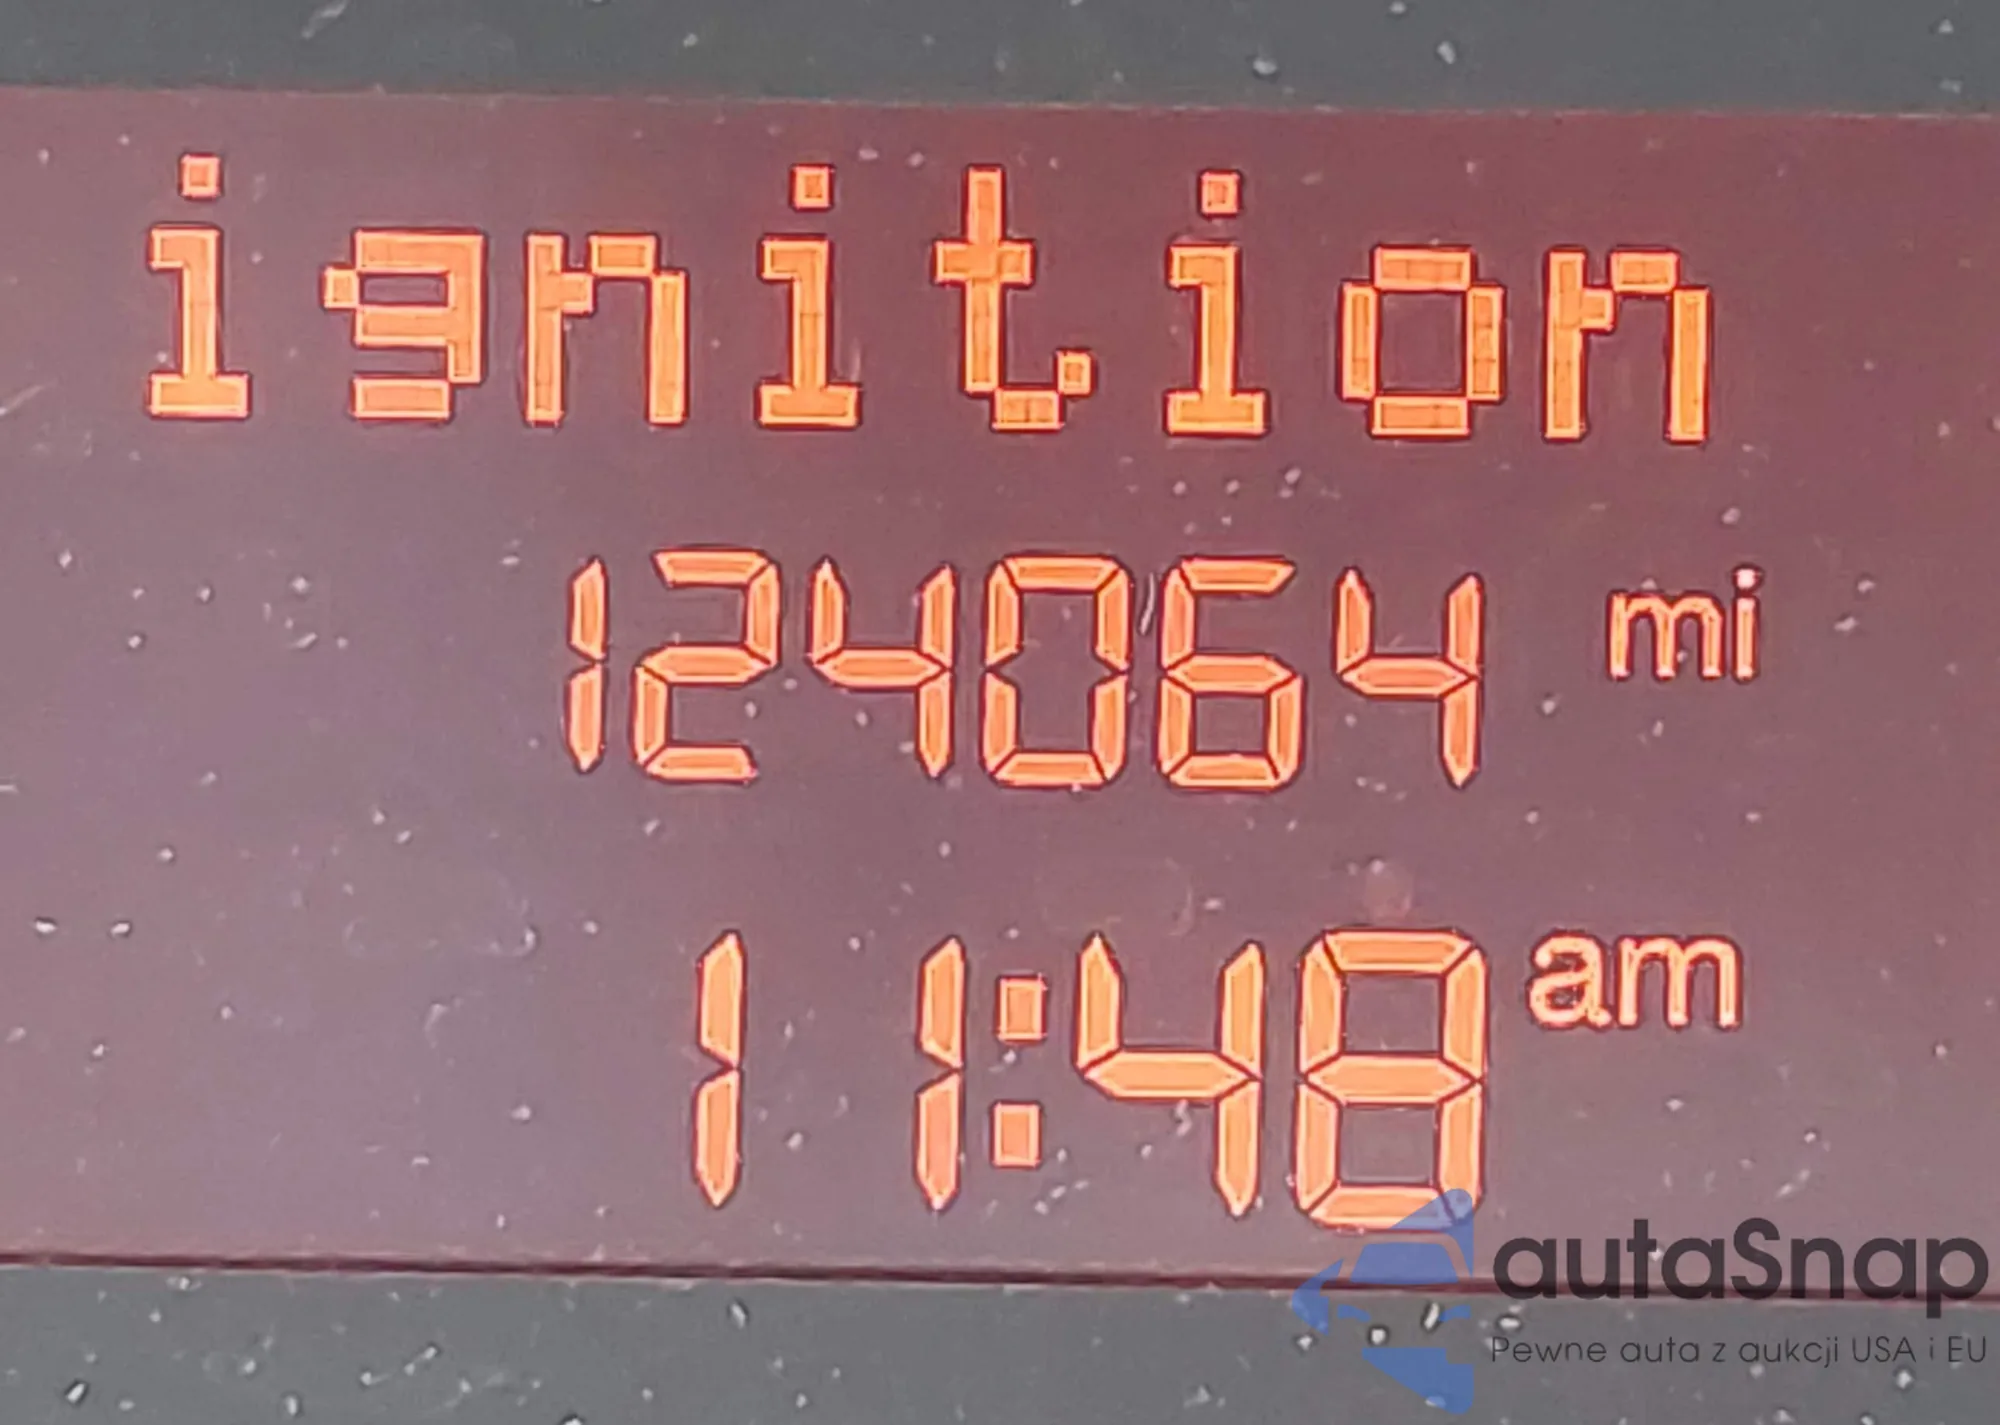 ignition
124064 mi
11:48 am
autaSnap
Pewne auta z aukcji USA i EU